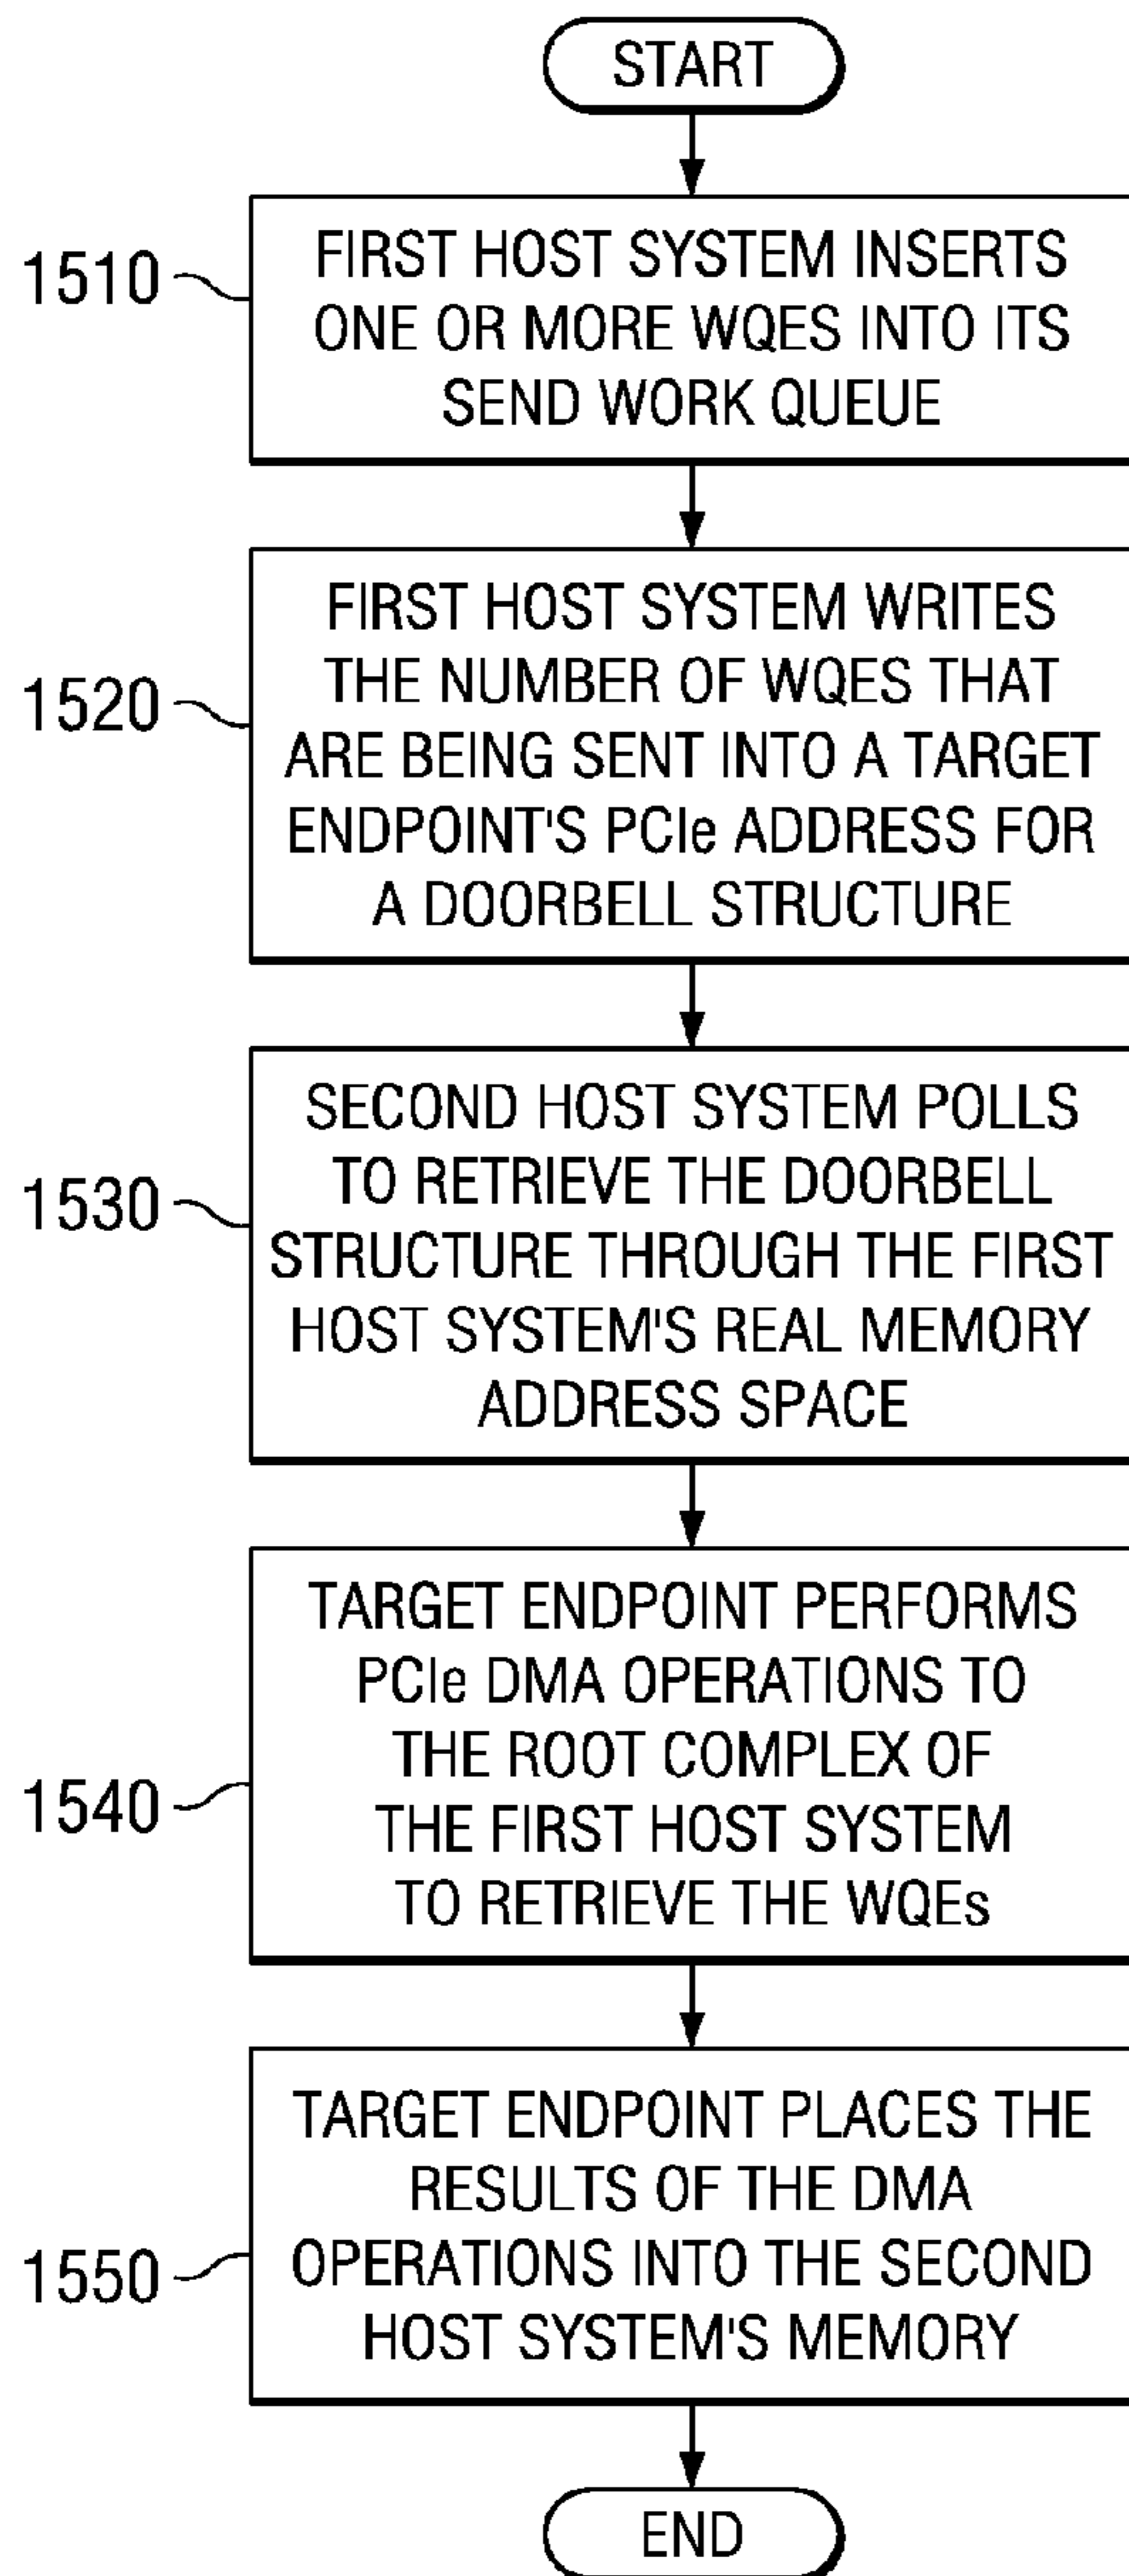 START
1510
FIRST HOST SYSTEM INSERTS
ONE OR MORE WQES INTO ITS
SEND WORK QUEUE
1520
FIRST HOST SYSTEM WRITES
THE NUMBER OF WQES THAT
ARE BEING SENT INTO A TARGET
ENDPOINT'S PCIe ADDRESS FOR
A DOORBELL STRUCTURE
1530
SECOND HOST SYSTEM POLLS
TO RETRIEVE THE DOORBELL
STRUCTURE THROUGH THE FIRST
HOST SYSTEM'S REAL MEMORY
ADDRESS SPACE
1540
TARGET ENDPOINT PERFORMS
PCIe DMA OPERATIONS TO
THE ROOT COMPLEX OF
THE FIRST HOST SYSTEM
TO RETRIEVE THE WQEs
1550
TARGET ENDPOINT PLACES THE
RESULTS OF THE DMA
OPERATIONS INTO THE SECOND
HOST SYSTEM'S MEMORY
END